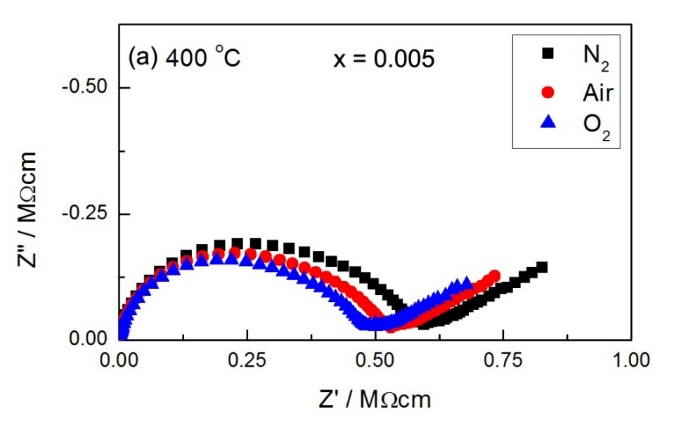 (a) 400 °C
x = 0.005
N₂
Air
O₂
-0.50
-0.25
0.00
Z" / MΩcm
0.00 0.25 0.50 0.75 1.00
Z' / MΩcm